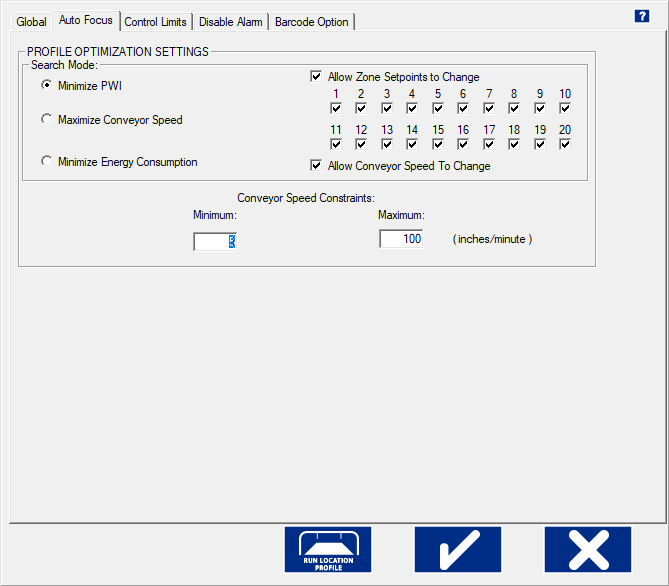 Global Auto Focus Control Limits Disable Alarm Barcode Option ?
PROFILE OPTIMIZATION SETTINGS
Search Mode:
Minimize PWI
Maximize Conveyor Speed
Minimize Energy Consumption
Allow Zone Setpoints to Change
1 2 3 4 5 6 7 8 9 10
11 12 13 14 15 16 17 18 19 20
Allow Conveyor Speed To Change
Conveyor Speed Constraints:
Minimum: Maximum:
100 ( inches/minute )
RUN LOCATION
PROFILE